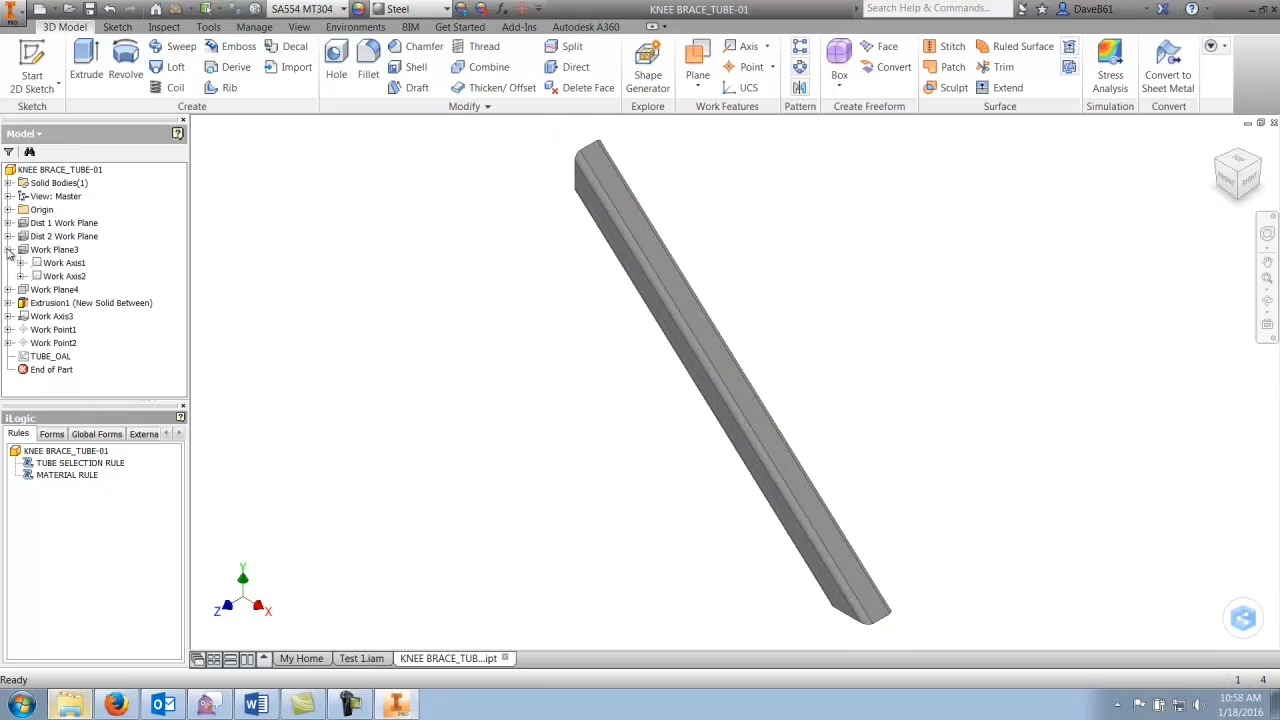 PRO
SA554 MT304
Steel
KNEE BRACE_TUBE-01
Search Help & Commands...
DaveB61
3D Model Sketch Inspect Tools Manage View Environments BIM Get Started Add-Ins Autodesk A360
Start
2D Sketch
Extrude
Revolve
Sweep
Loft
Coil
Emboss
Derive
Rib
Decal
Import
Hole
Fillet
Chamfer
Shell
Draft
Thread
Combine
Thicken/ Offset
Split
Direct
Delete Face
Shape
Generator
Plane
Axis
Point
UCS
Box
Face
Convert
Stitch
Patch
Sculpt
Ruled Surface
Trim
Extend
Stress
Analysis
Convert to
Sheet Metal
Sketch Create Modify Explore Work Features Pattern Create Freeform Surface Simulation Convert
Model
KNEE BRACE_TUBE-01
Solid Bodies(1)
View: Master
Origin
Dist 1 Work Plane
Dist 2 Work Plane
Work Plane3
Work Axis1
Work Axis2
Work Plane4
Extrusion1 (New Solid Between)
Work Axis3
Work Point1
Work Point2
TUBE_OAL
End of Part
iLogic
Rules Forms Global Forms Externa
KNEE BRACE_TUBE-01
TUBE SELECTION RULE
MATERIAL RULE
TOP
FRONT
RIGHT
Y
Z
X
My Home Test 1.iam KNEE BRACE_TUB...ipt
Ready
1 4
PRO
10:58 AM
1/18/2016